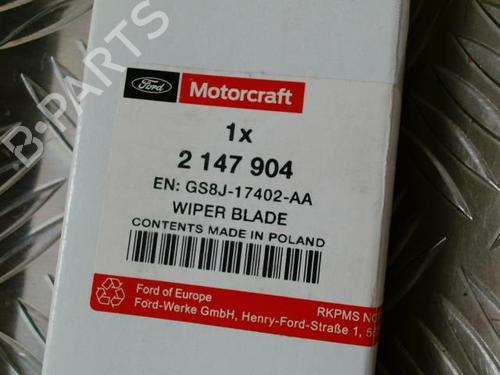 B-PARTS
Ford Motorcraft
1x
2 147 904
EN: GS8J-17402-AA
WIPER BLADE
CONTENTS MADE IN POLAND
Ford of Europe
Ford-Werke GmbH, Henry-Ford-Straße 1,
RKPMS